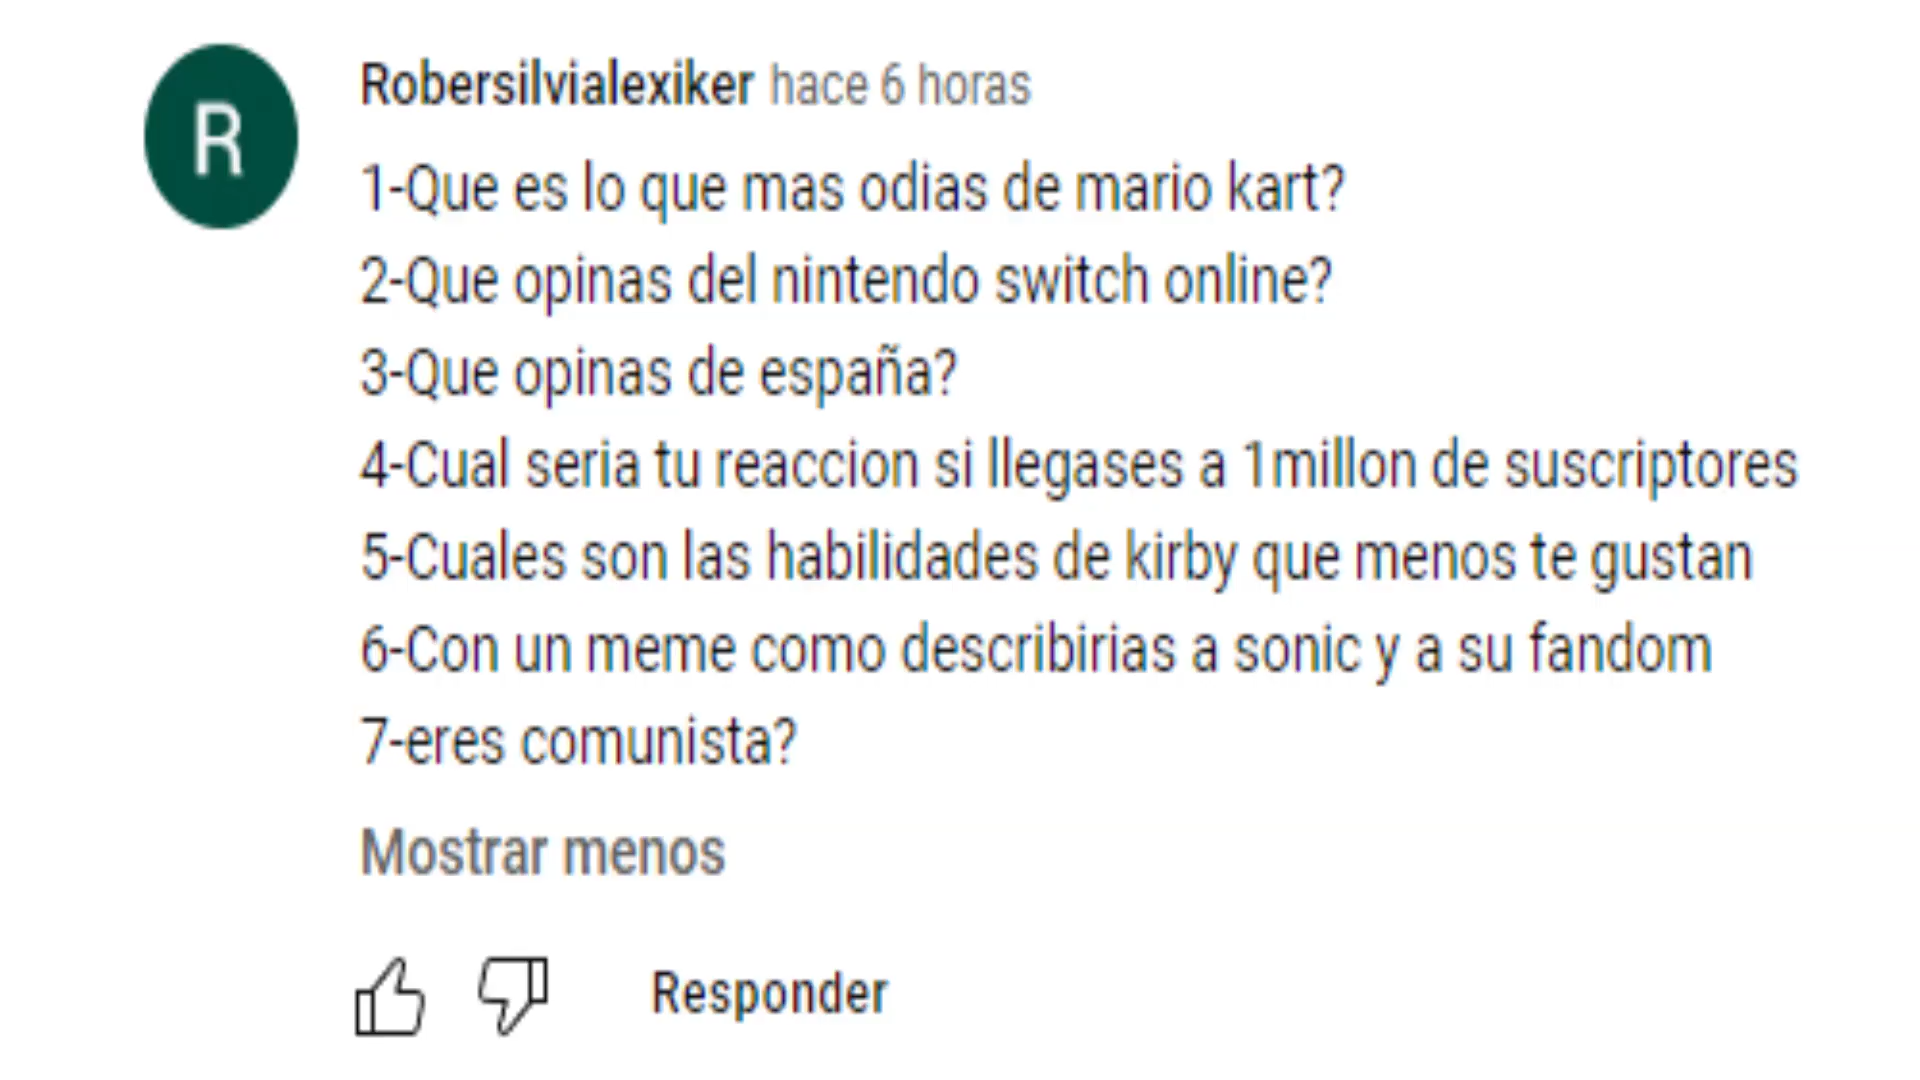 R
Robersilvialexiker hace 6 horas
1-Que es lo que mas odias de mario kart?
2-Que opinas del nintendo switch online?
3-Que opinas de españa?
4-Cual seria tu reaccion si llegases a 1millon de suscriptores
5-Cuales son las habilidades de kirby que menos te gustan
6-Con un meme como describirias a sonic y a su fandom
7-eres comunista?
Mostrar menos
Responder